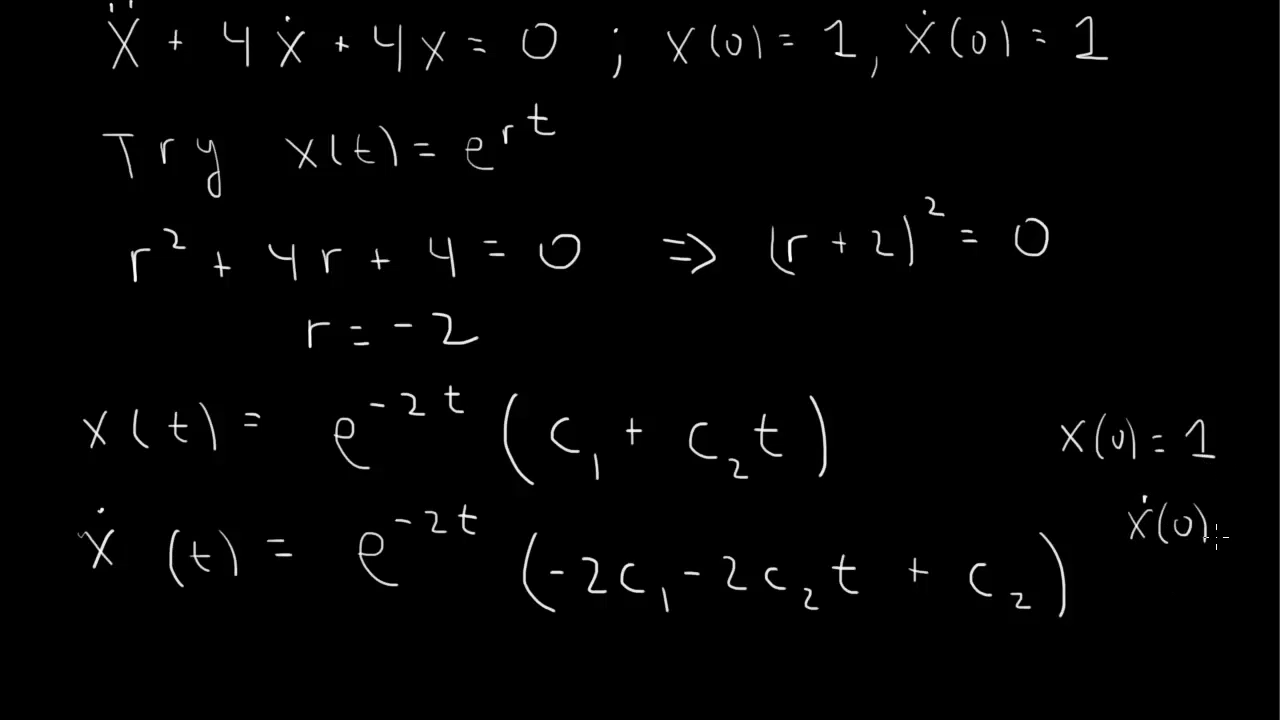 ẍ + 4ẋ + 4x = 0 ; x(0) = 1, ẋ(0) = 1
Try x(t) = e^{rt}
r² + 4r + 4 = 0 ⇒ (r + 2)² = 0
r = -2
x(t) = e^{-2t} (c₁ + c₂t)
x(0) = 1
ẋ(t) = e^{-2t} (-2c₁ - 2c₂t + c₂)
ẋ(0)